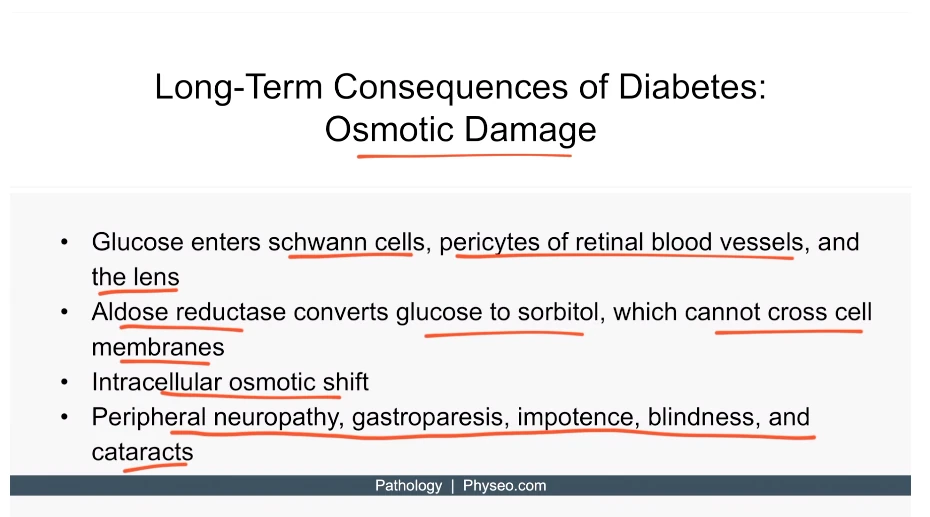 Long-Term Consequences of Diabetes:
Osmotic Damage
• Glucose enters schwann cells, pericytes of retinal blood vessels, and
the lens
• Aldose reductase converts glucose to sorbitol, which cannot cross cell
membranes
• Intracellular osmotic shift
• Peripheral neuropathy, gastroparesis, impotence, blindness, and
cataracts
Pathology | Physeo.com